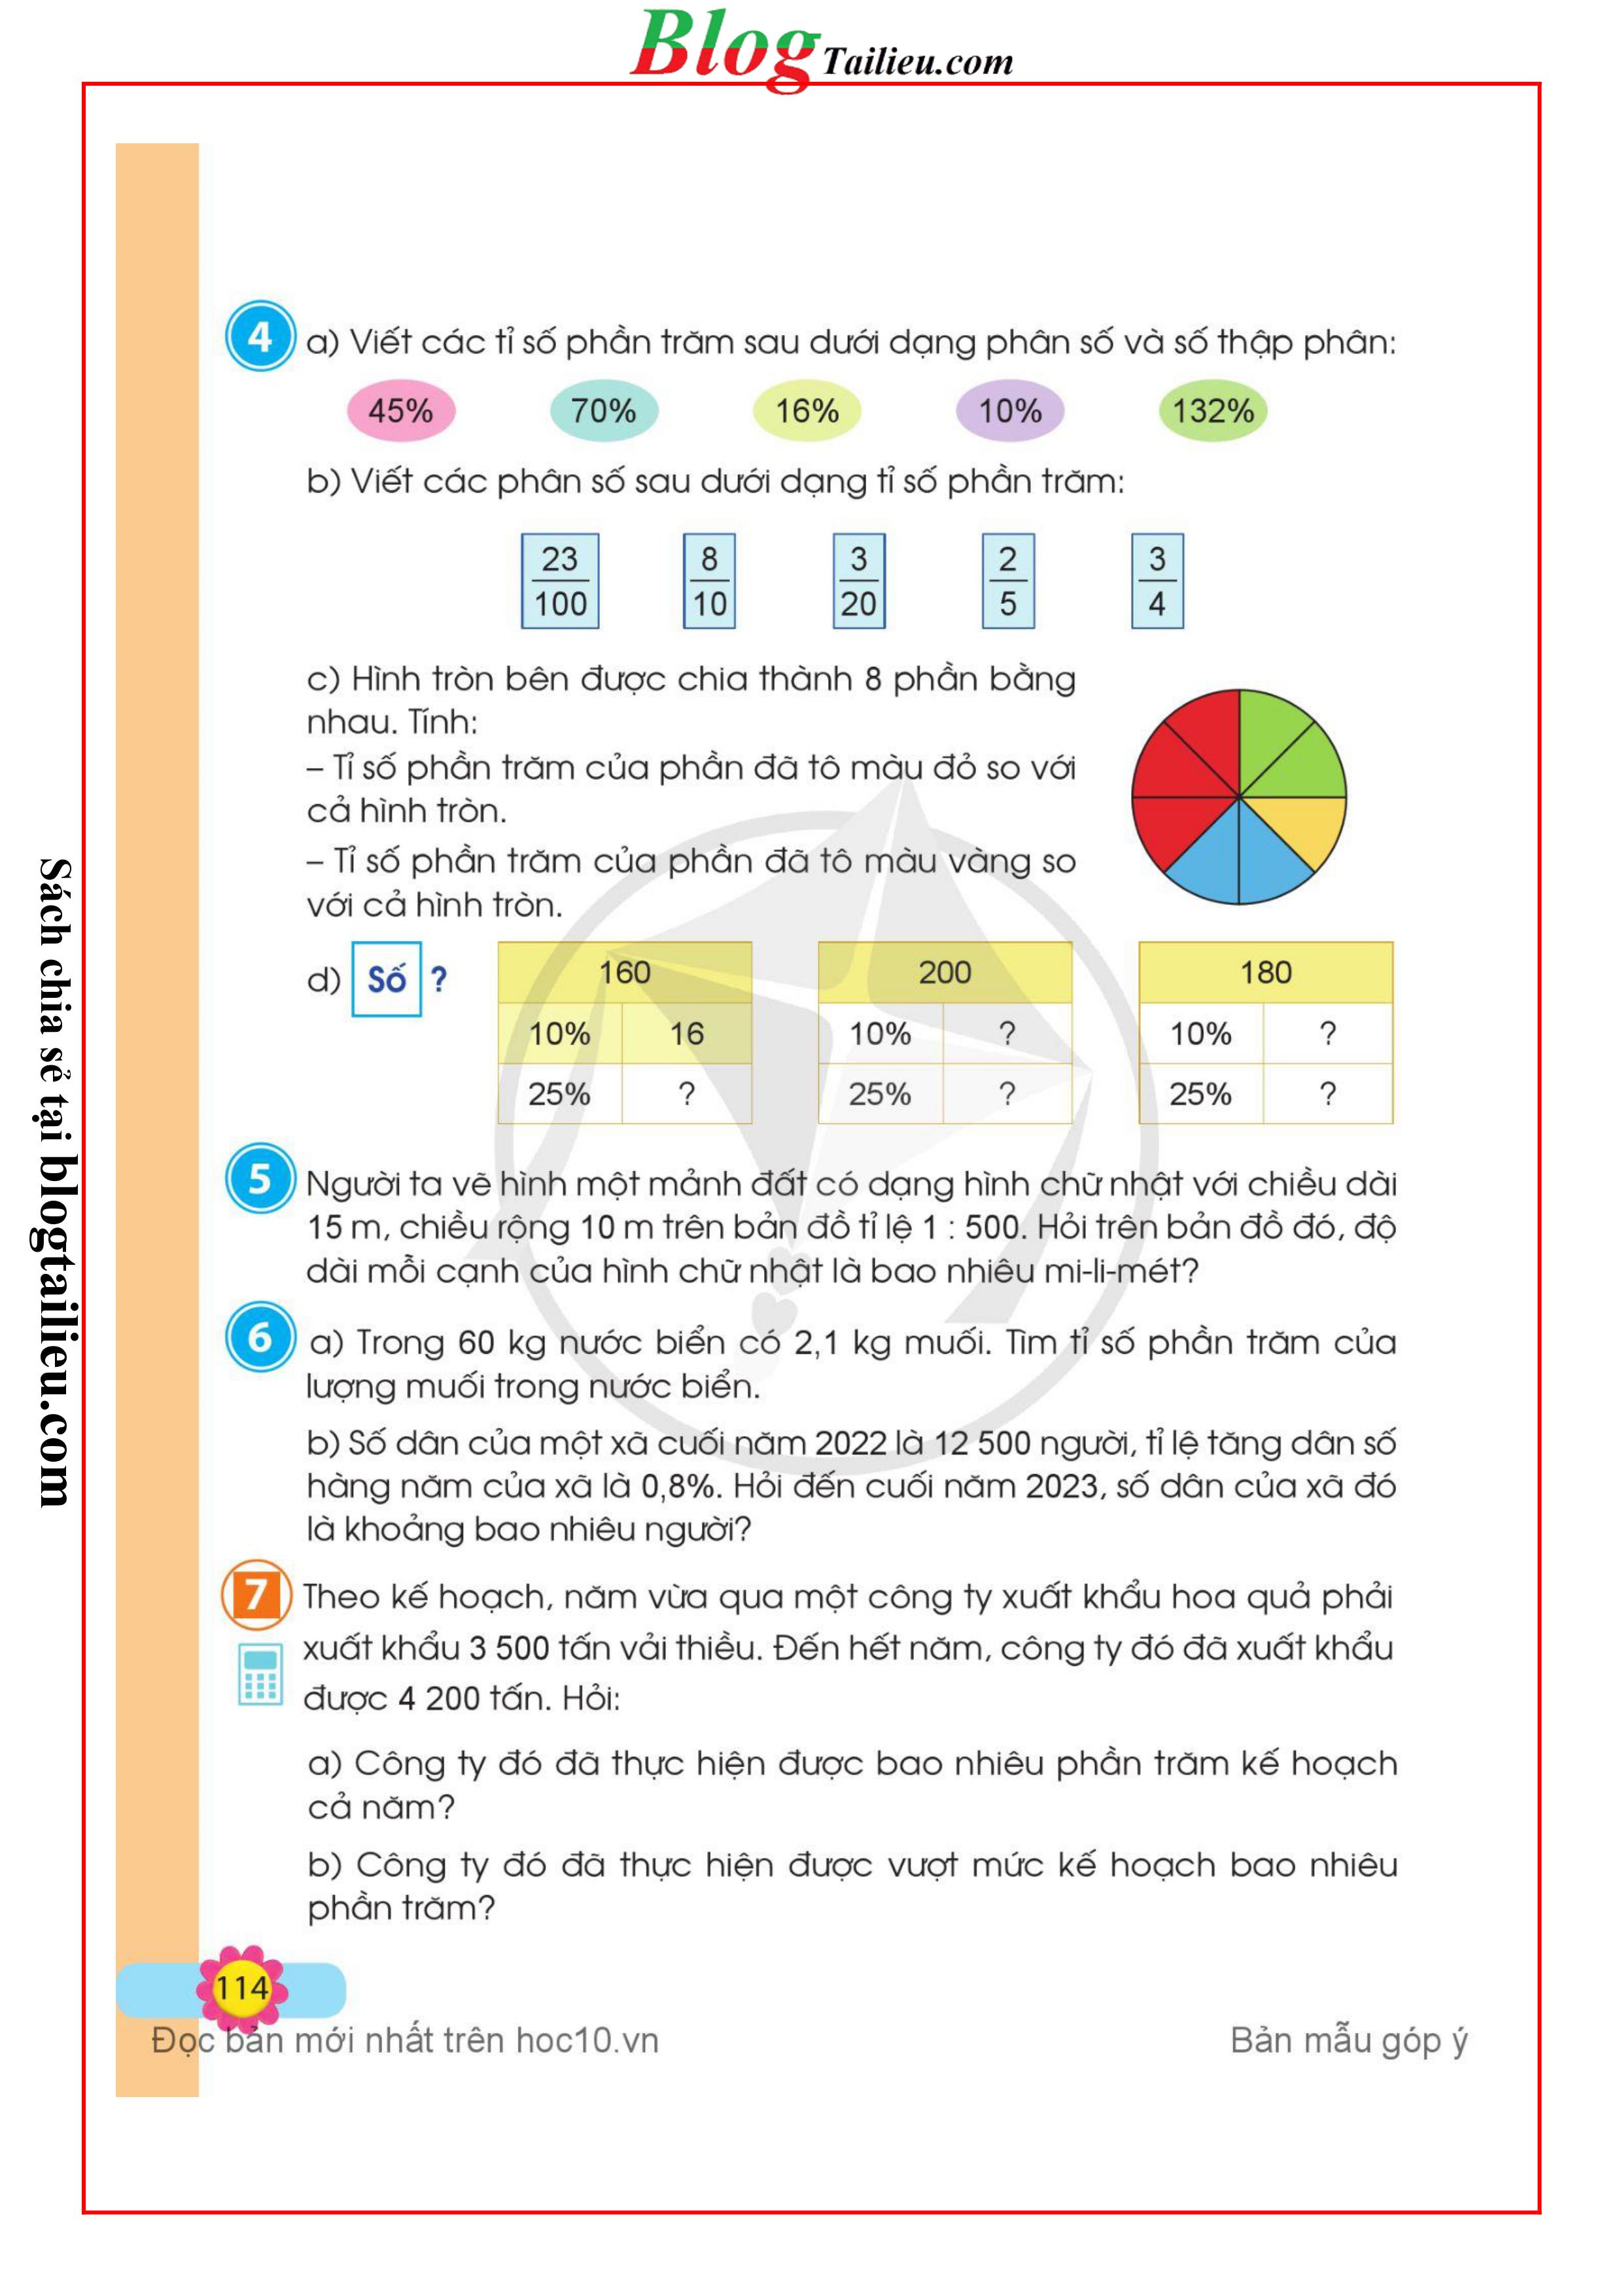 Blog Tailieu.com
4 a) Viết các tỉ số phần trăm sau dưới dạng phân số và số thập phân:
45% 70% 16% 10% 132%
b) Viết các phân số sau dưới dạng tỉ số phần trăm:
23/100 8/10 3/20 2/5 3/4
c) Hình tròn bên được chia thành 8 phần bằng
nhau. Tính:
– Tỉ số phần trăm của phần đã tô màu đỏ so với
cả hình tròn.
– Tỉ số phần trăm của phần đã tô màu vàng so
với cả hình tròn.
d) Số ?
160
10% 16
25% ?
200
10% ?
25% ?
180
10% ?
25% ?
5 Người ta vẽ hình một mảnh đất có dạng hình chữ nhật với chiều dài
15 m, chiều rộng 10 m trên bản đồ tỉ lệ 1 : 500. Hỏi trên bản đồ đó, độ
dài mỗi cạnh của hình chữ nhật là bao nhiêu mi-li-mét?
6 a) Trong 60 kg nước biển có 2,1 kg muối. Tìm tỉ số phần trăm của
lượng muối trong nước biển.
b) Số dân của một xã cuối năm 2022 là 12 500 người, tỉ lệ tăng dân số
hàng năm của xã là 0,8%. Hỏi đến cuối năm 2023, số dân của xã đó
là khoảng bao nhiêu người?
7 Theo kế hoạch, năm vừa qua một công ty xuất khẩu hoa quả phải
xuất khẩu 3 500 tấn vải thiều. Đến hết năm, công ty đó đã xuất khẩu
được 4 200 tấn. Hỏi:
a) Công ty đó đã thực hiện được bao nhiêu phần trăm kế hoạch
cả năm?
b) Công ty đó đã thực hiện được vượt mức kế hoạch bao nhiêu
phần trăm?
114
Đọc bản mới nhất trên hoc10.vn
Bản mẫu góp ý
Sách chia sẻ tại blogtailieu.com